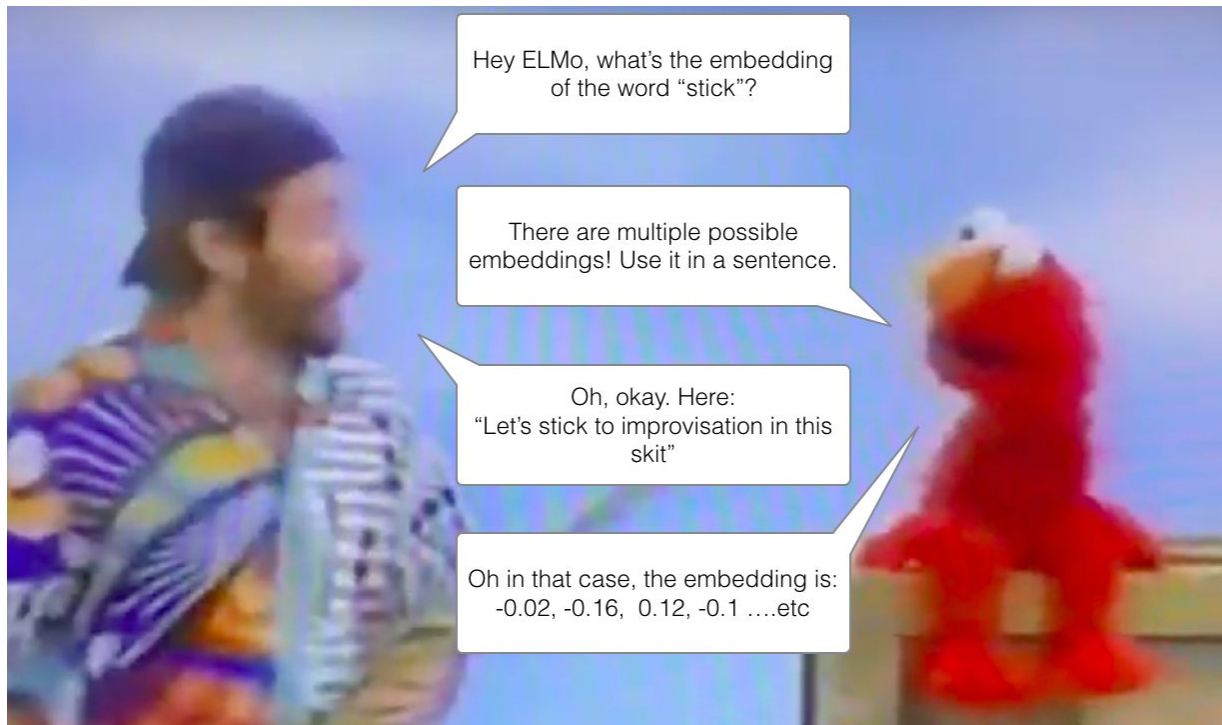 Hey ELMo, what’s the embedding
of the word “stick”?
There are multiple possible
embeddings! Use it in a sentence.
Oh, okay. Here:
“Let’s stick to improvisation in this
skit”
Oh in that case, the embedding is:
-0.02, -0.16, 0.12, -0.1 ….etc